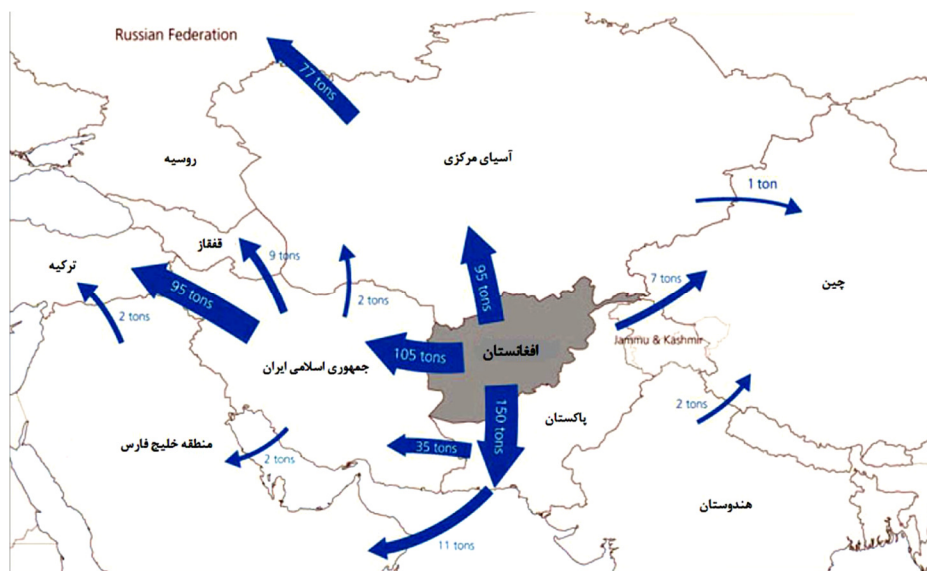 Russian Federation
77 tons
روسیه
آسیای مرکزی
1 ton
قفقاز
ترکیه
9 tons
95 tons
7 tons
چین
95 tons
2 tons
2 tons
Jammu & Kashmir
افغانستان
105 tons
جمهوری اسلامی ایران
2 tons
پاکستان
150 tons
منطقه خلیج فارس
35 tons
2 tons
هندوستان
11 tons